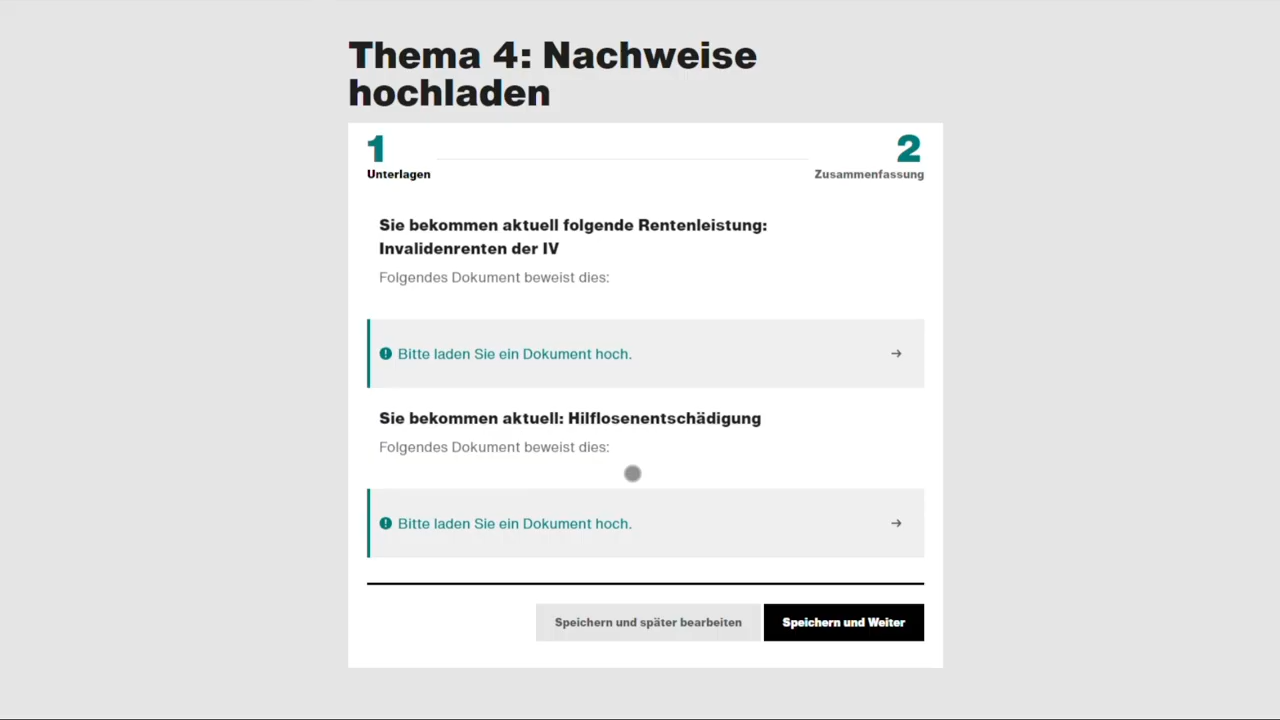 Thema 4: Nachweise
hochladen
1
2
Unterlagen
Zusammenfassung
Sie bekommen aktuell folgende Rentenleistung:
Invalidenrenten der IV
Folgendes Dokument beweist dies:
Bitte laden Sie ein Dokument hoch.
Sie bekommen aktuell: Hilflosenentschädigung
Folgendes Dokument beweist dies:
Bitte laden Sie ein Dokument hoch.
Speichern und später bearbeiten
Speichern und Weiter